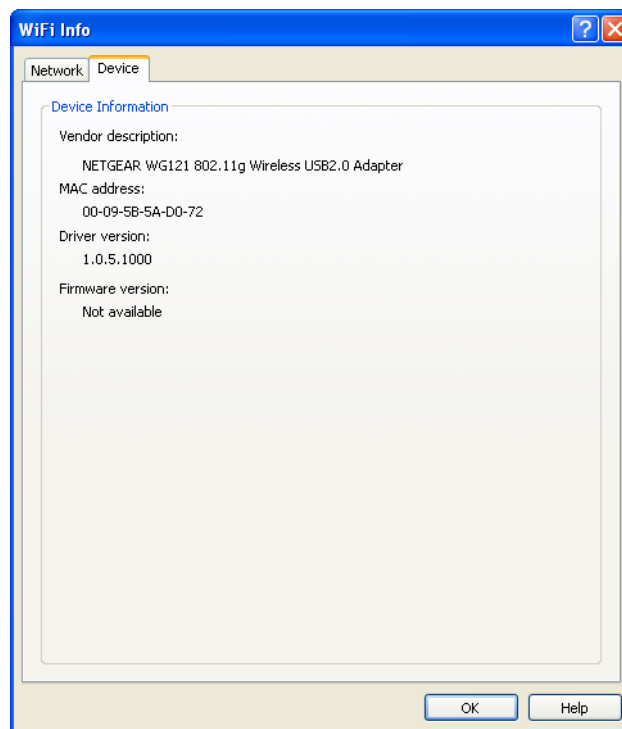 WiFi Info
Network Device
Device Information
Vendor description:
NETGEAR WG121 802.11g Wireless USB2.0 Adapter
MAC address:
00-09-5B-5A-D0-72
Driver version:
1.0.5.1000
Firmware version:
Not available
OK Help